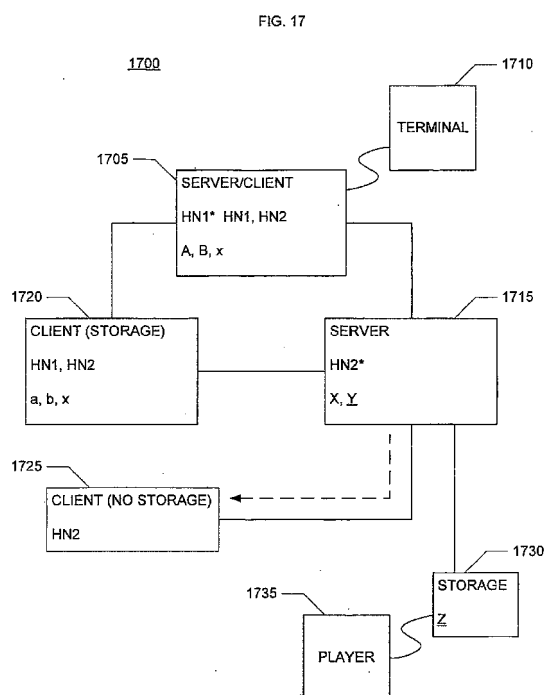 FIG. 17
1700
1710
TERMINAL
1705
SERVER/CLIENT
HN1* HN1, HN2
A, B, x
1720
CLIENT (STORAGE)
HN1, HN2
a, b, x
1715
SERVER
HN2*
X, Y
1725
CLIENT (NO STORAGE)
HN2
1730
STORAGE
Z
1735
PLAYER